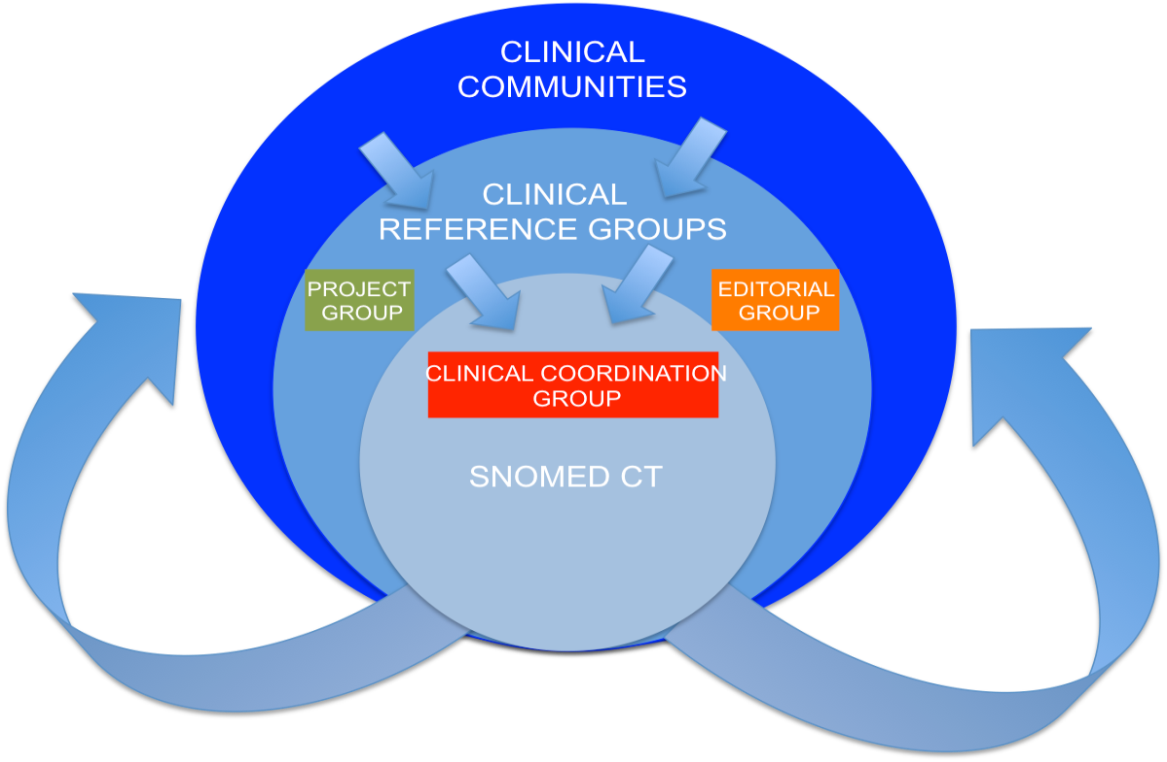 CLINICAL
COMMUNITIES
CLINICAL
REFERENCE GROUPS
PROJECT
GROUP
EDITORIAL
GROUP
CLINICAL COORDINATION
GROUP
SNOMED CT